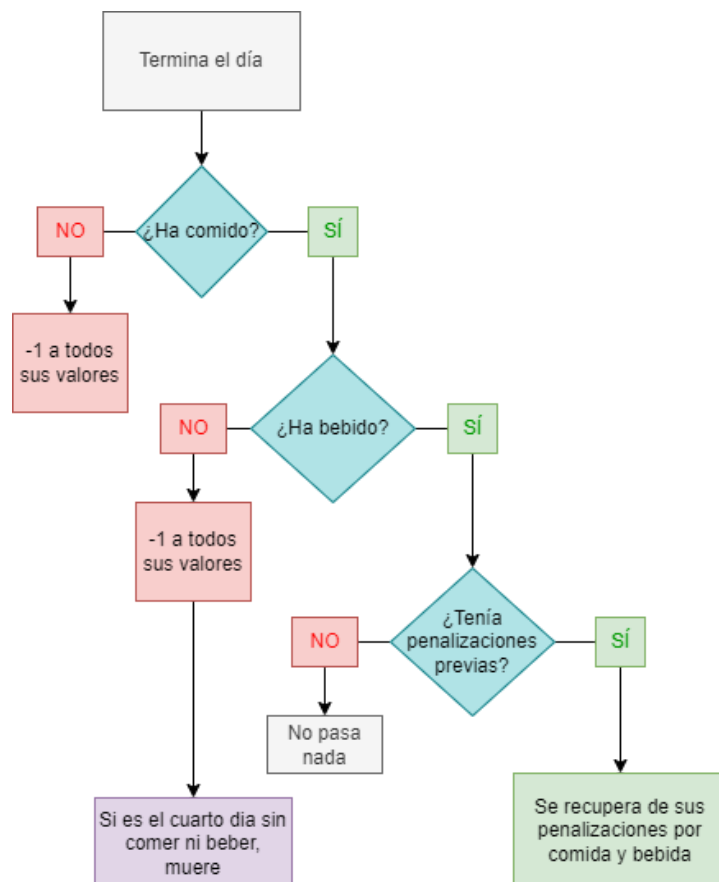 Termina el día
¿Ha comido?
NO
SÍ
-1 a todos
sus valores
¿Ha bebido?
NO
SÍ
-1 a todos
sus valores
¿Tenía
penalizaciones
previas?
NO
SÍ
No pasa
nada
Si es el cuarto dia sin
comer ni beber,
muere
Se recupera de sus
penalizaciones por
comida y bebida